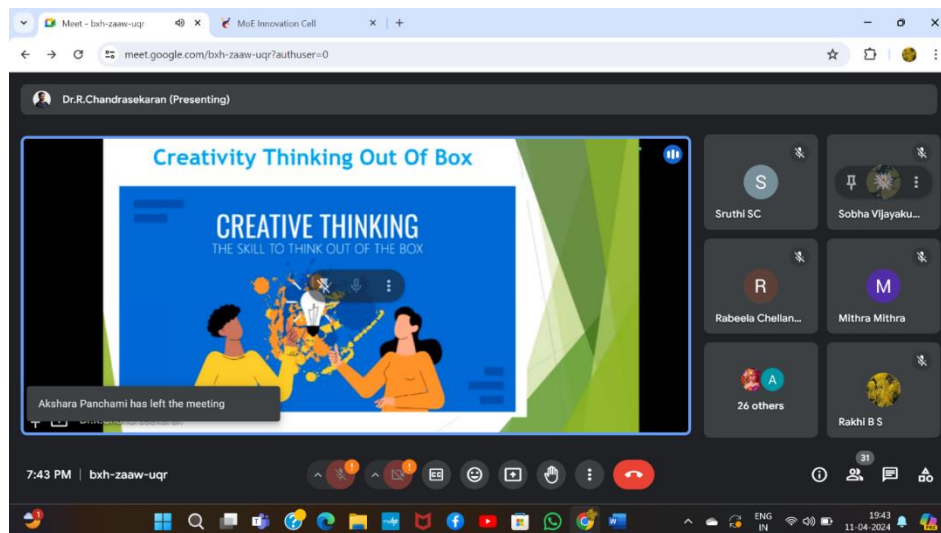 Meet - bxh-zaaw-uqr
MoE Innovation Cell
meet.google.com/bxh-zaaw-uqr?authuser=0
Dr.R.Chandrasekaran (Presenting)
Creativity Thinking Out Of Box
CREATIVE THINKING
THE SKILL TO THINK OUT OF THE BOX
Akshara Panchami has left the meeting
S
Sruthi SC
Sobha Vijayaku...
R
Rabeela Chellan...
M
Mithra Mithra
A
26 others
Rakhi B S
7:43 PM | bxh-zaaw-uqr
CC
31
ENG
IN
19:43
11-04-2024